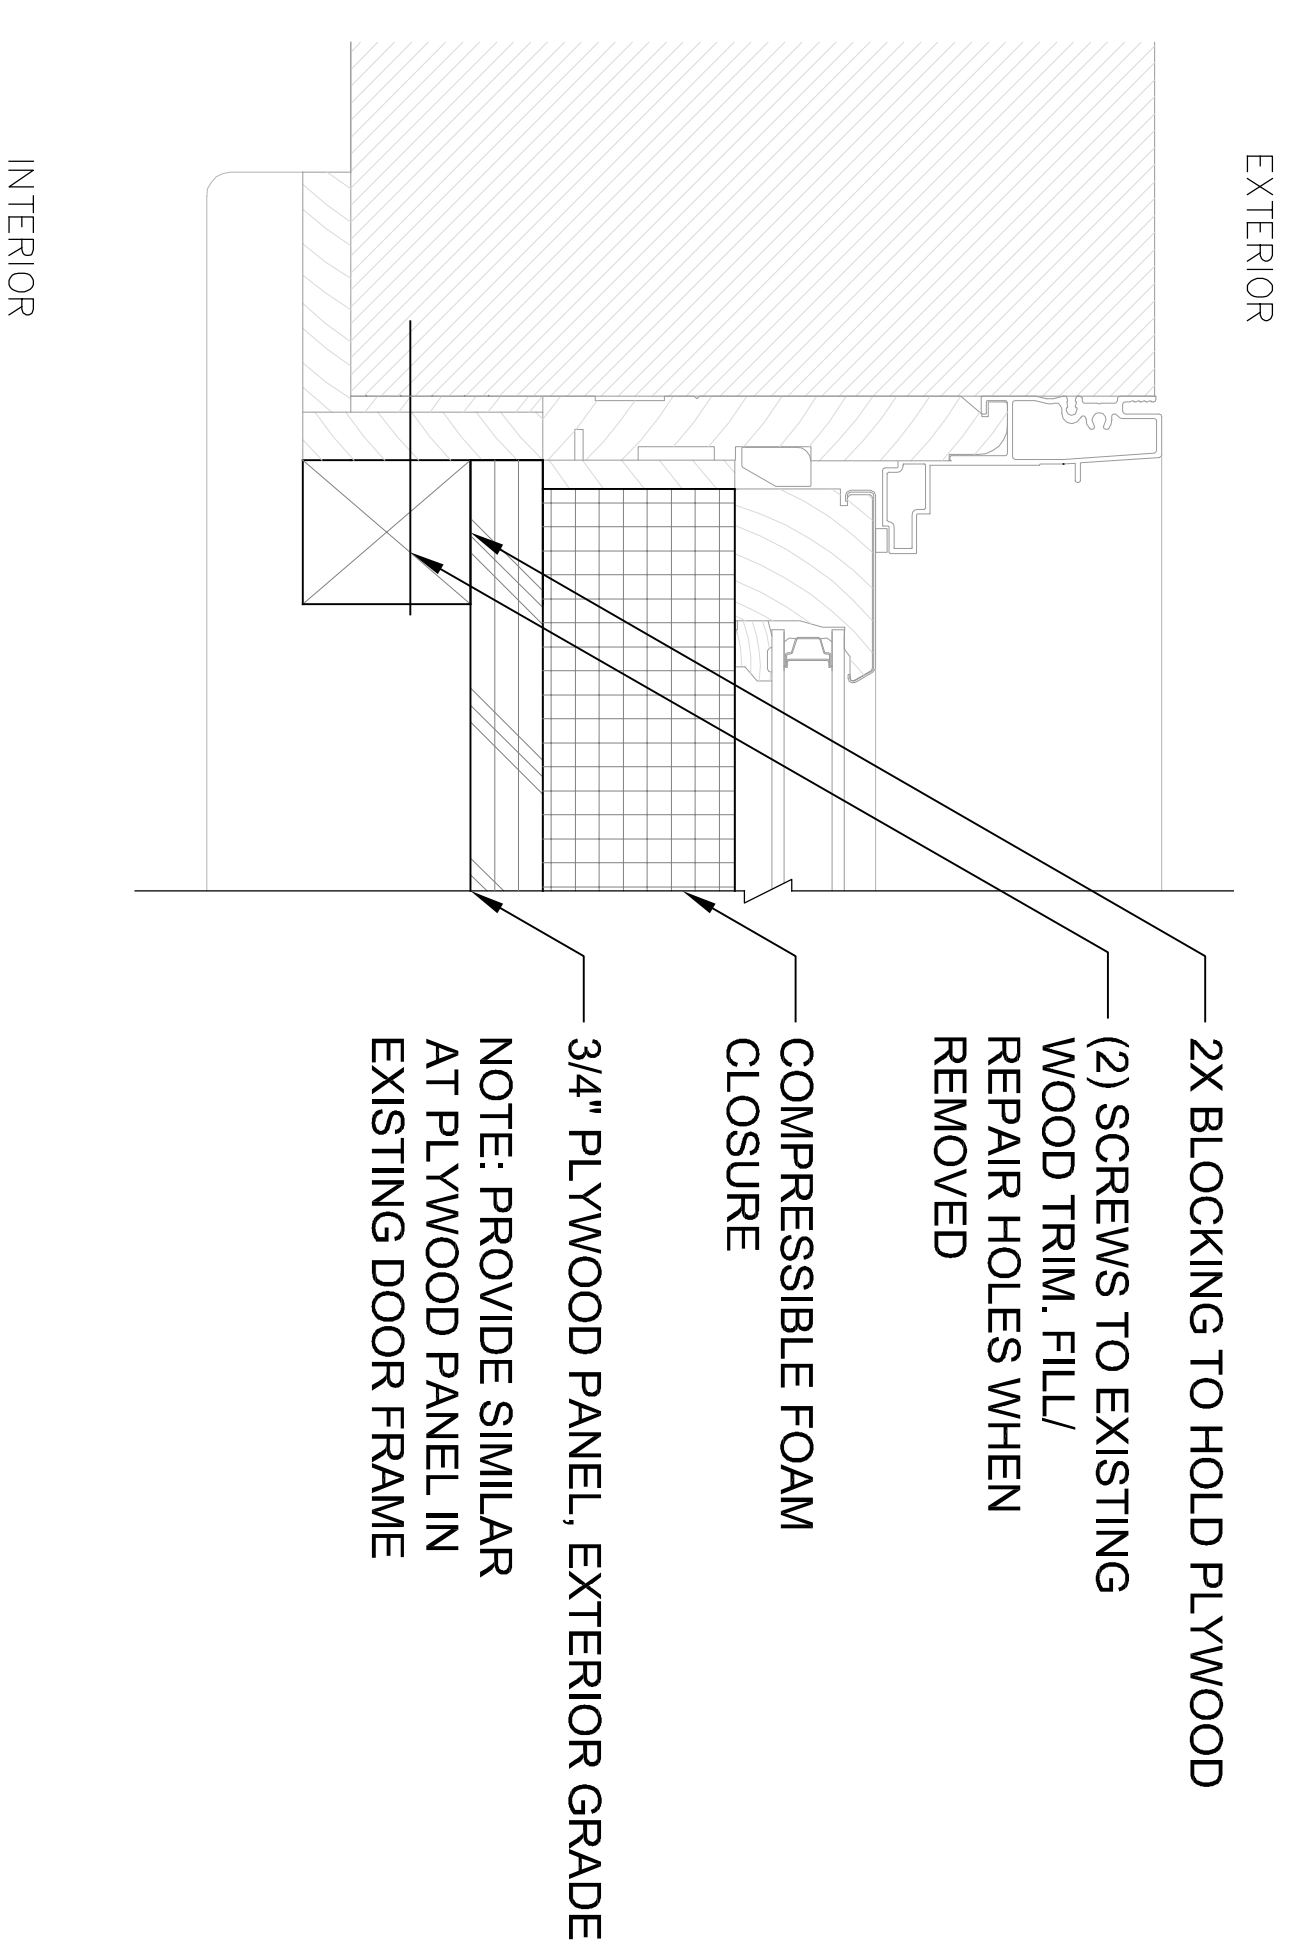 EXTERIOR
2X BLOCKING TO HOLD PLYWOOD
(2) SCREWS TO EXISTING
WOOD TRIM. FILL/
REPAIR HOLES WHEN
REMOVED
COMPRESSIBLE FOAM
CLOSURE
3/4" PLYWOOD PANEL, EXTERIOR GRADE
NOTE: PROVIDE SIMILAR
AT PLYWOOD PANEL IN
EXISTING DOOR FRAME
INTERIOR